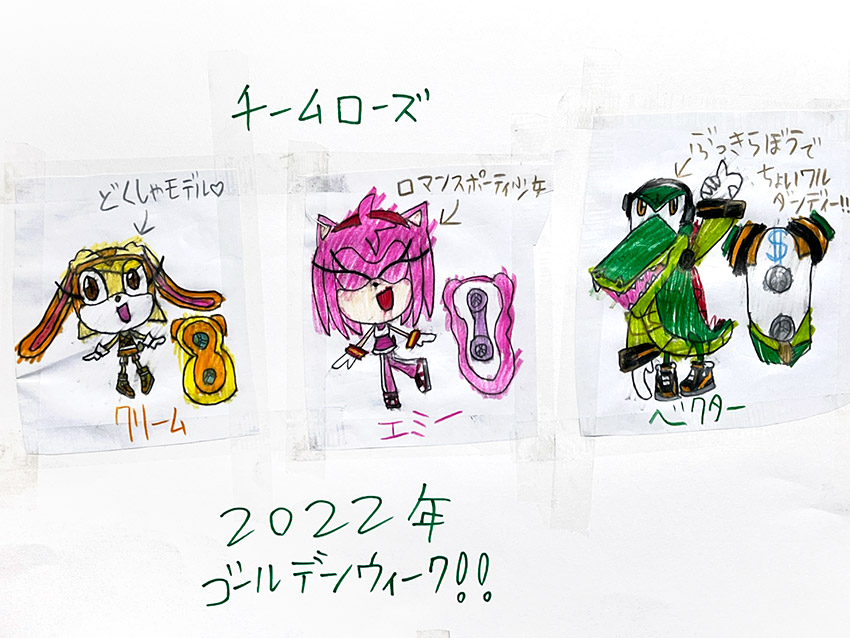 チームローズ
どくしゃモデル♡
ロマンスポーティ少女
ぶっきらぼうで
ちょいワル
ダンディー!!
$
クリーム
エミー
ベクター
2022年
ゴールデンウィーク!!